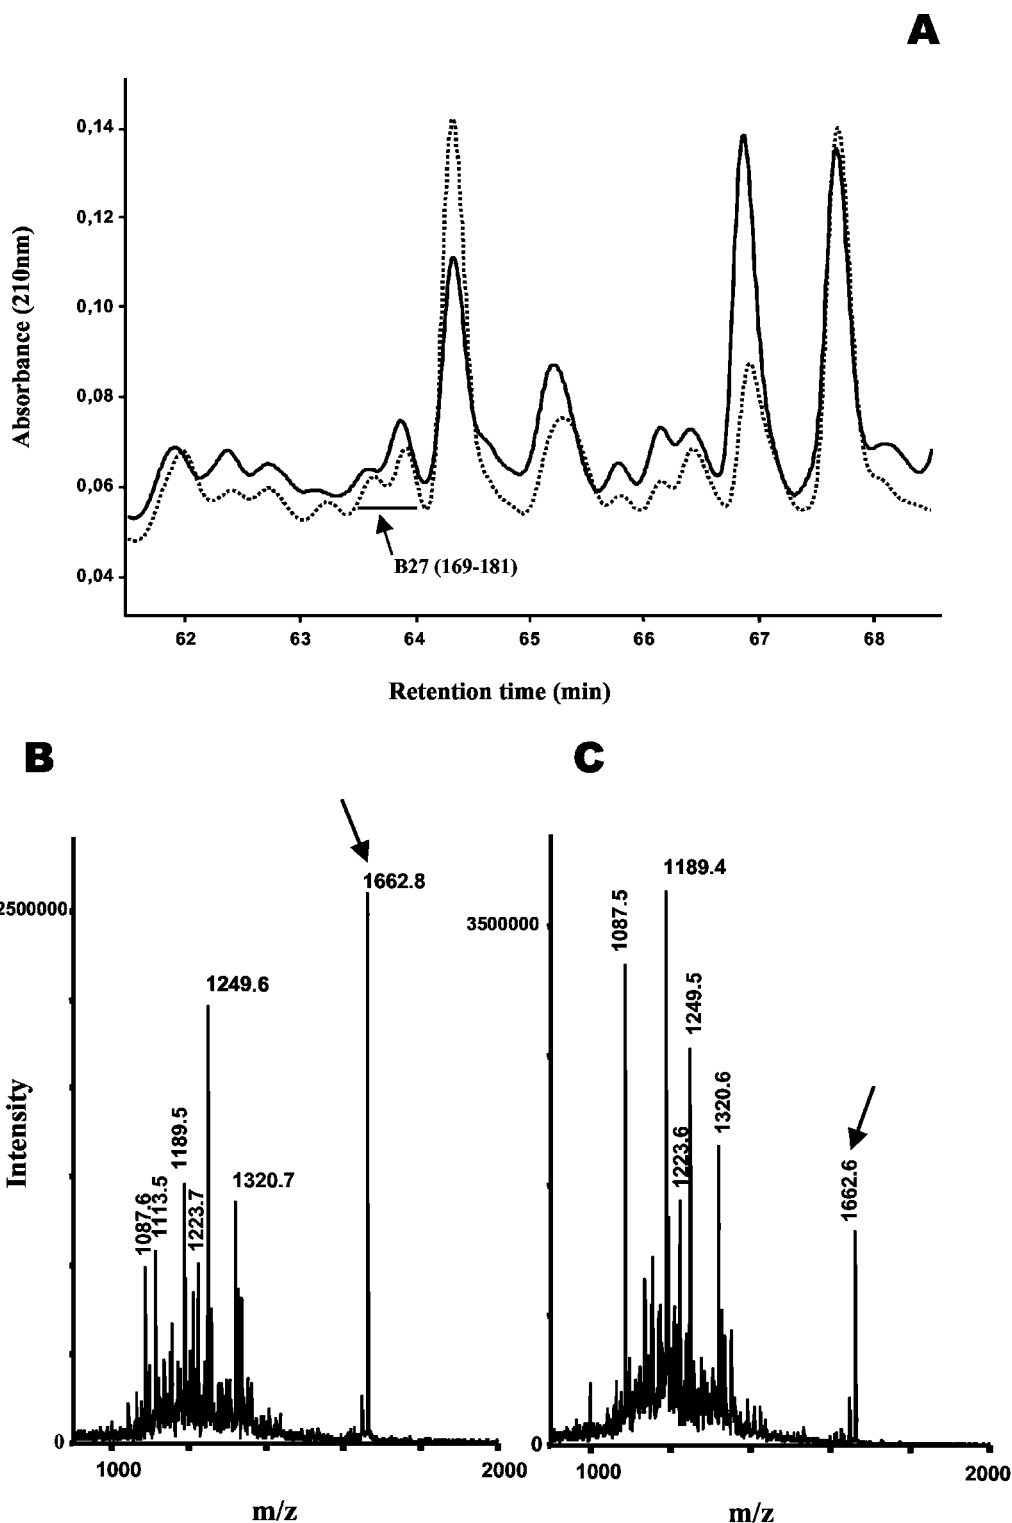 A
Absorbance (210nm)
0,14
0,12
0,10
0,08
0,06
0,04
B27 (169-181)
62 63 64 65 66 67 68
Retention time (min)
B
C
Intensity
2500000
0
1087.6
1113.5
1189.5
1223.7
1249.6
1320.7
1662.8
1000 2000
m/z
3500000
0
1087.5
1189.4
1223.6
1249.5
1320.6
1662.6
1000 2000
m/z